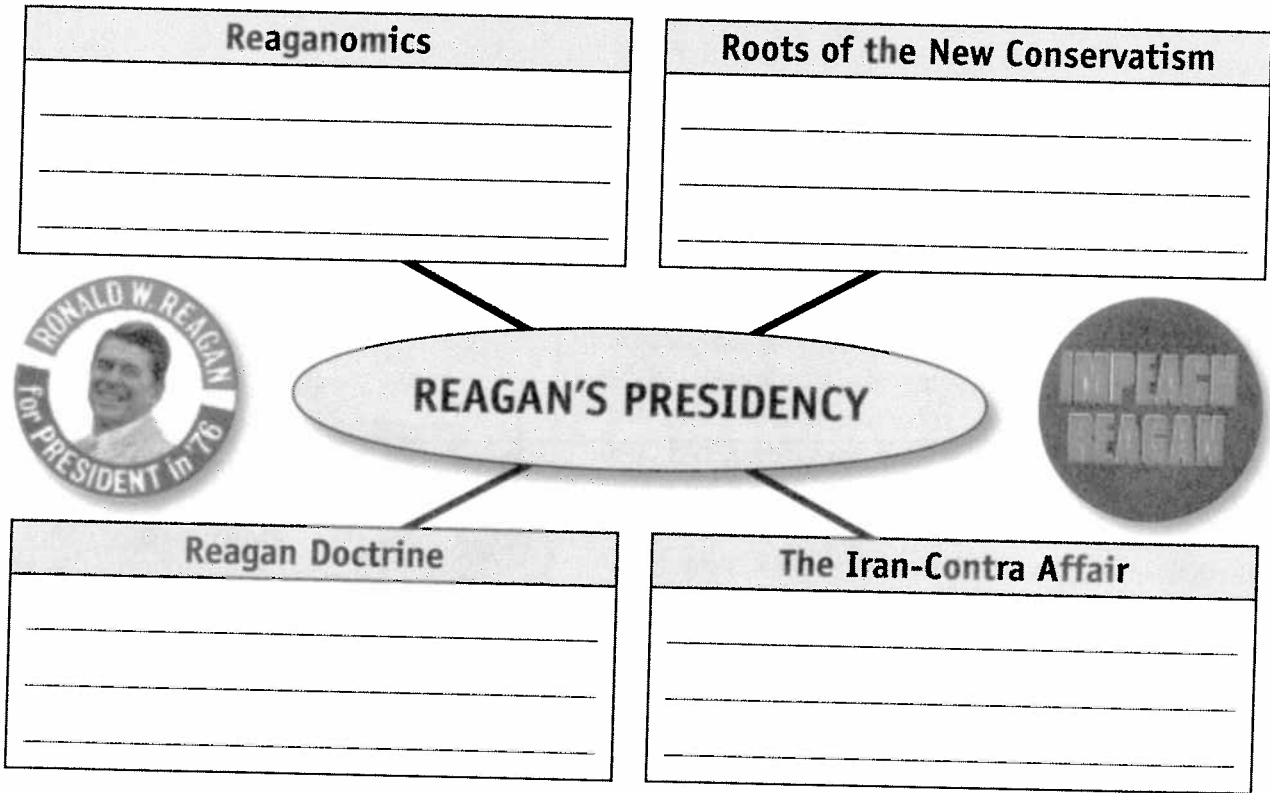 Reaganomics
Roots of the New Conservatism
RONALD W. REAGAN
For PRESIDENT in '76
REAGAN'S PRESIDENCY
IMPEACH
REAGAN
Reagan Doctrine
The Iran-Contra Affair